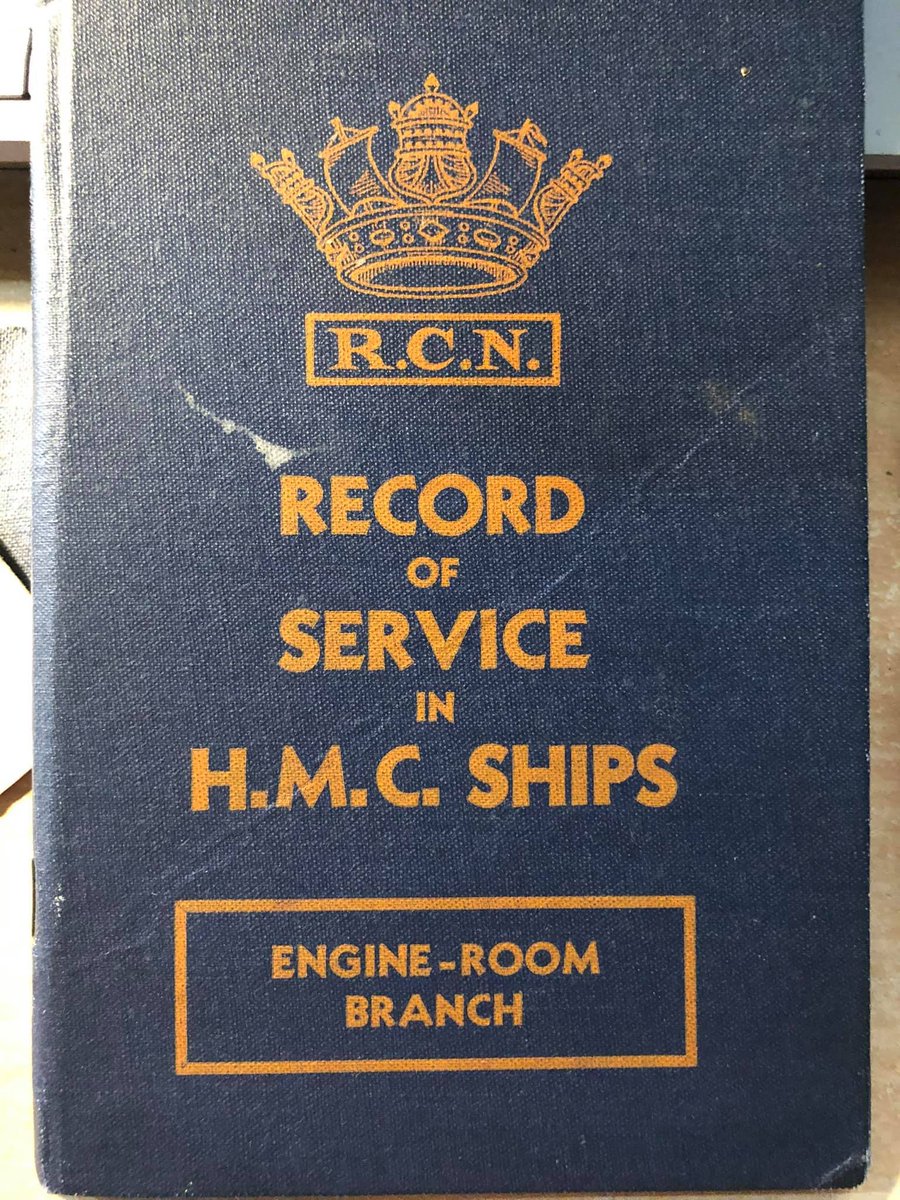 R.C.N.
RECORD
OF
SERVICE
IN
H.M.C. SHIPS
ENGINE-ROOM
BRANCH